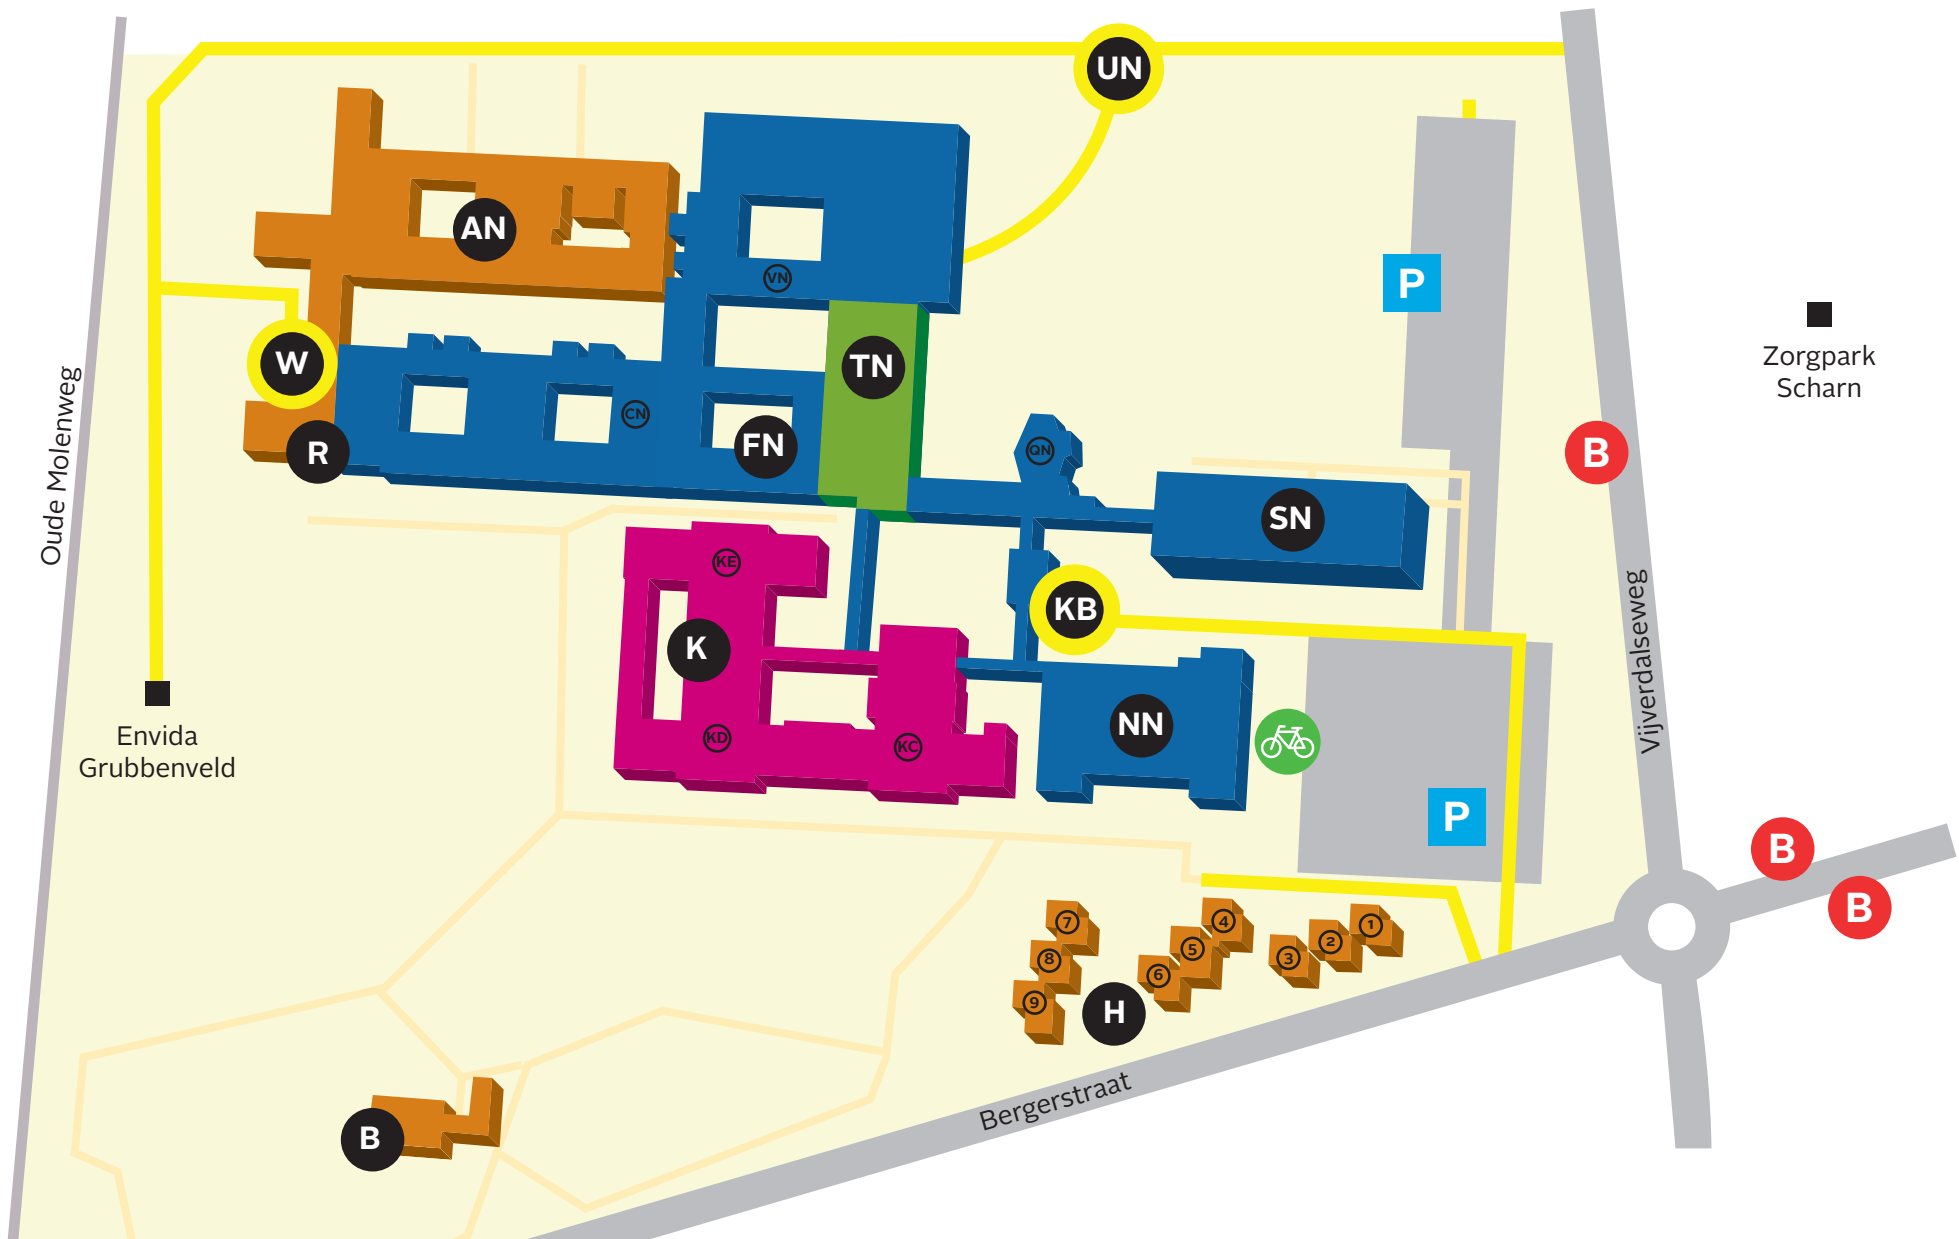 UN
AN
VN
P
Zorgpark
Scharn
W
TN
CN
FN
R
QN
B
Oude Molenweg
SN
KE
KB
K
Vijverdalseweg
KD
KC
NN
Envida
Grubbenveld
P
B
B
7
4
1
5
2
8
3
6
9
H
Bergerstraat
B